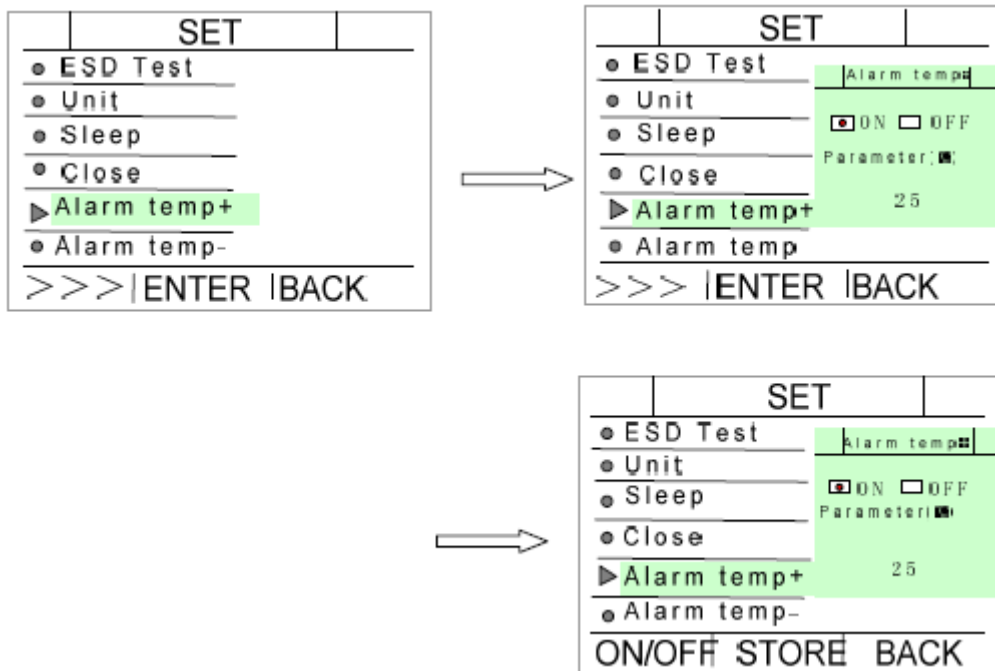 SET
ESD Test
Unit
Sleep
Close
Alarm temp+
Alarm temp-
>>> ENTER BACK
SET
ESD Test
Unit
Sleep
Close
Alarm temp+
Alarm temp
>>> ENTER BACK
Alarm temp
ON OFF
Parameter
25
SET
ESD Test
Unit
Sleep
Close
Alarm temp+
Alarm temp-
ON/OFF STORE BACK
Alarm temp
ON OFF
Parameter
25